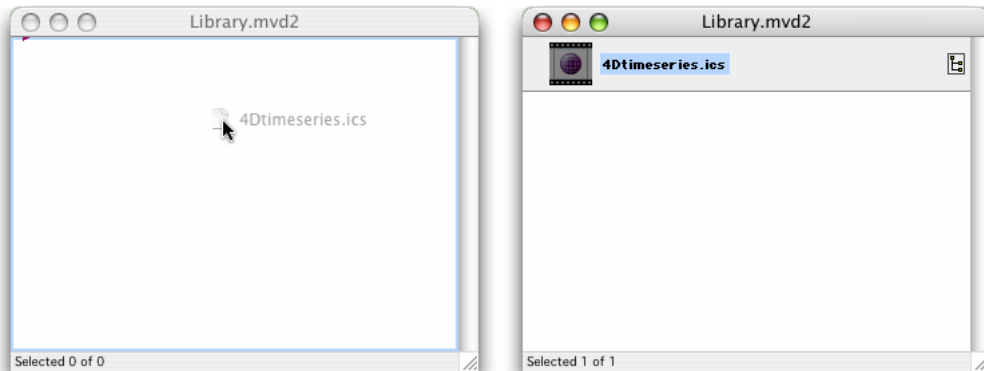 Library.mvd2
4Dtimeseries.ics
Selected 0 of 0
Library.mvd2
4Dtimeseries.ics
Selected 1 of 1